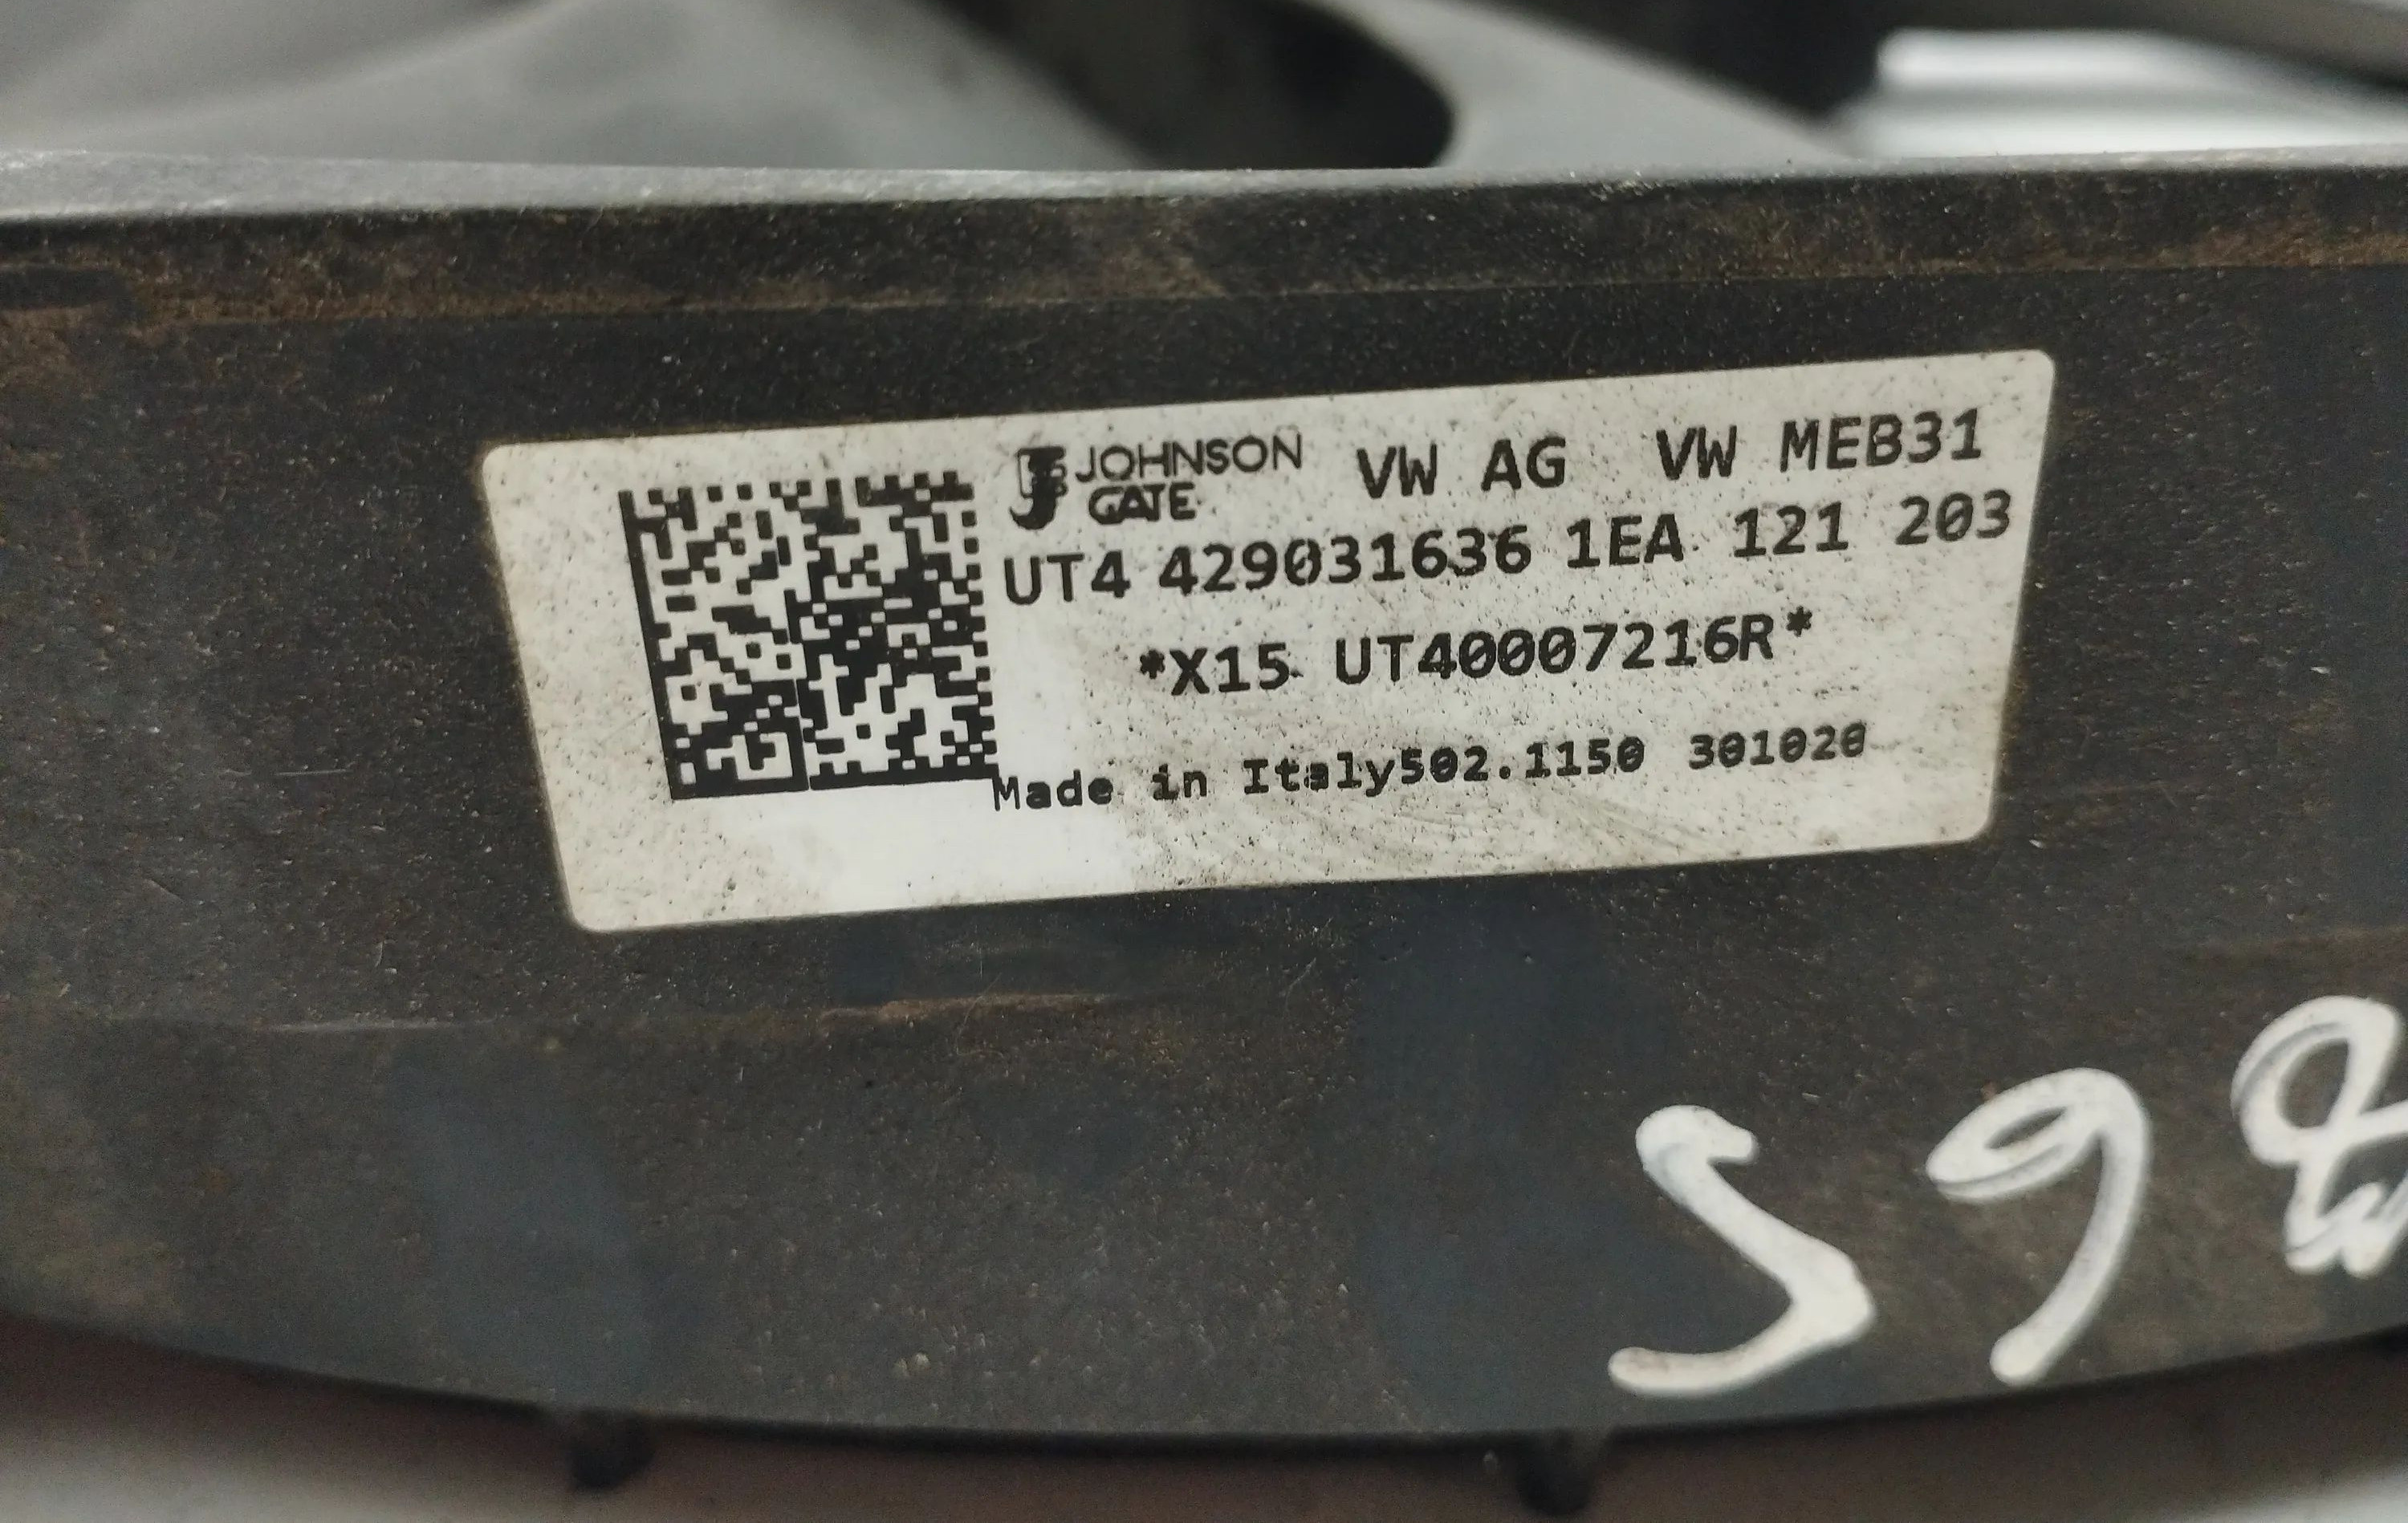 JOHNSON GATE VW AG VW MEB31
UT4 429031636 1EA 121 203
*X15 UT40007216R*
Made in Italy502.1150 301020